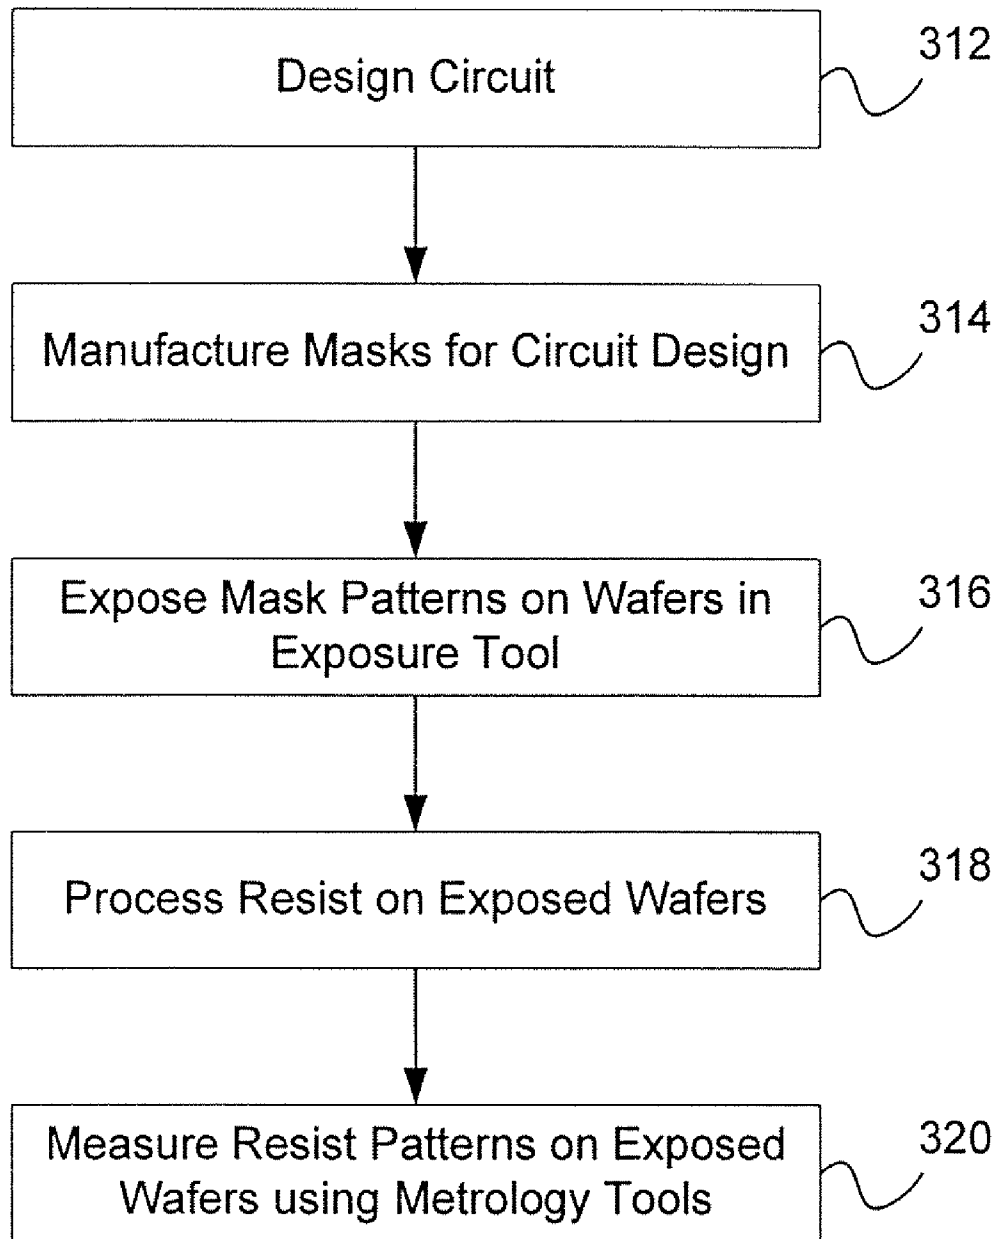 Design Circuit
312
Manufacture Masks for Circuit Design
314
Expose Mask Patterns on Wafers in
Exposure Tool
316
Process Resist on Exposed Wafers
318
Measure Resist Patterns on Exposed
Wafers using Metrology Tools
320